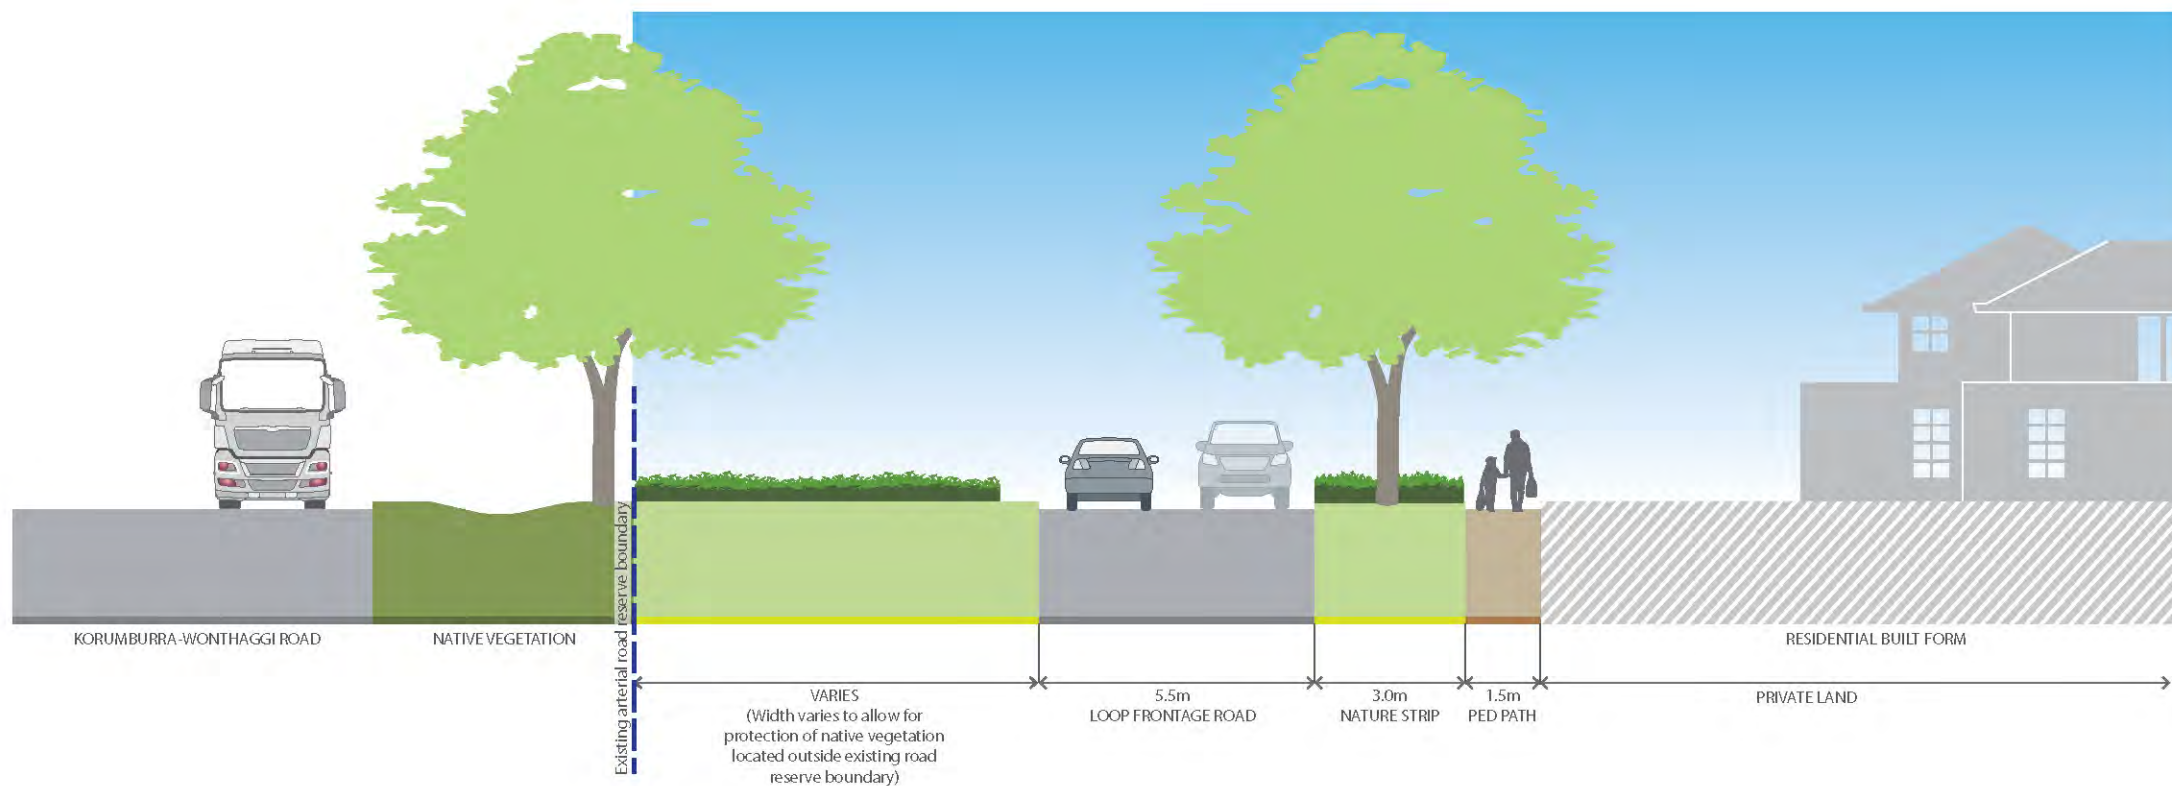 KORUMBURRA-WONTHAGGI ROAD
NATIVE VEGETATION
Existing arterial road reserve boundary
RESIDENTIAL BUILT FORM
VARIES
(Width varies to allow for
protection of native vegetation
located outside existing road
reserve boundary)
5.5m
LOOP FRONTAGE ROAD
3.0m
NATURE STRIP
1.5m
PED PATH
PRIVATE LAND